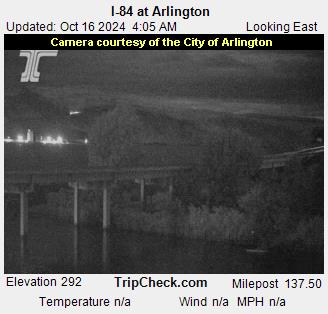 I-84 at Arlington
Updated: Oct 16 2024 4:05 AM Looking East
Camera courtesy of the City of Arlington
Elevation 292 TripCheck.com Milepost 137.50
Temperature n/a Wind n/a MPH n/a